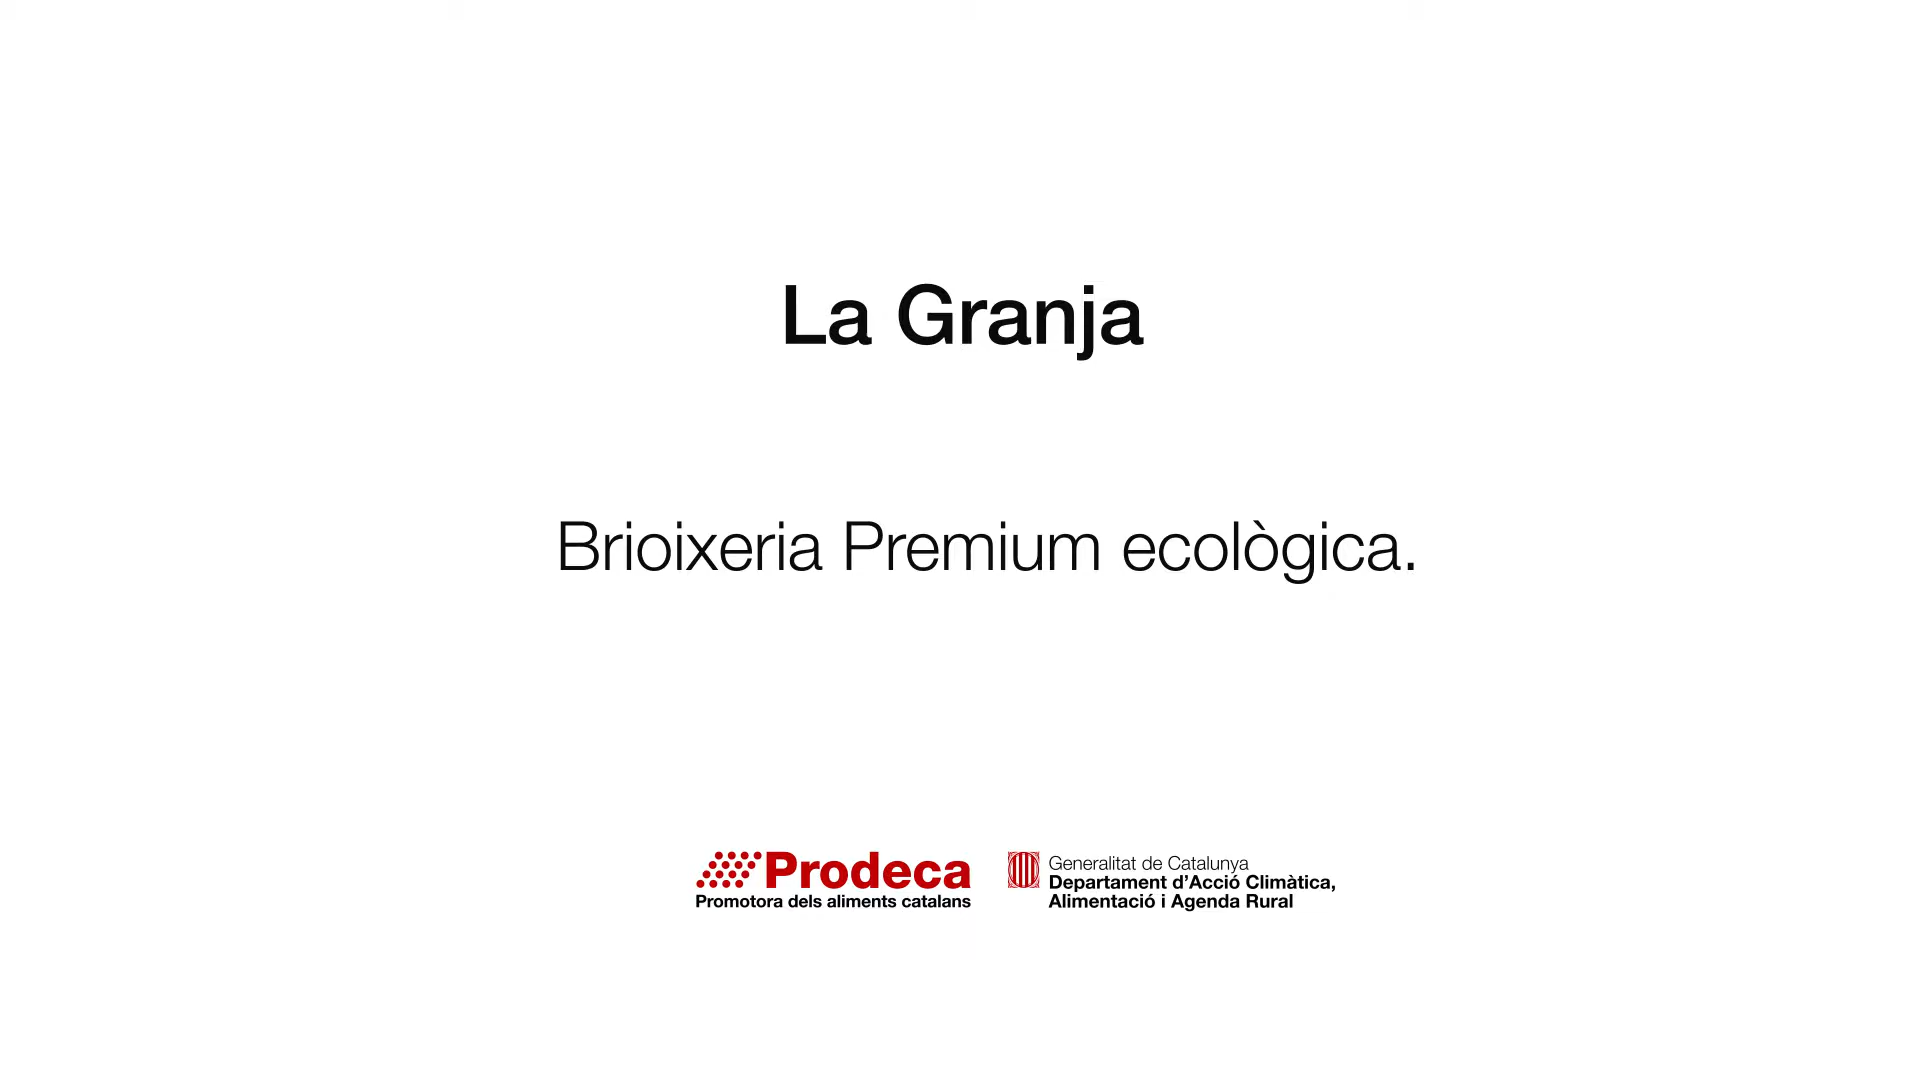 La Granja
Brioixeria Premium ecològica.
Prodeca
Promotora dels aliments catalans
Generalitat de Catalunya
Departament d’Acció Climàtica,
Alimentació i Agenda Rural